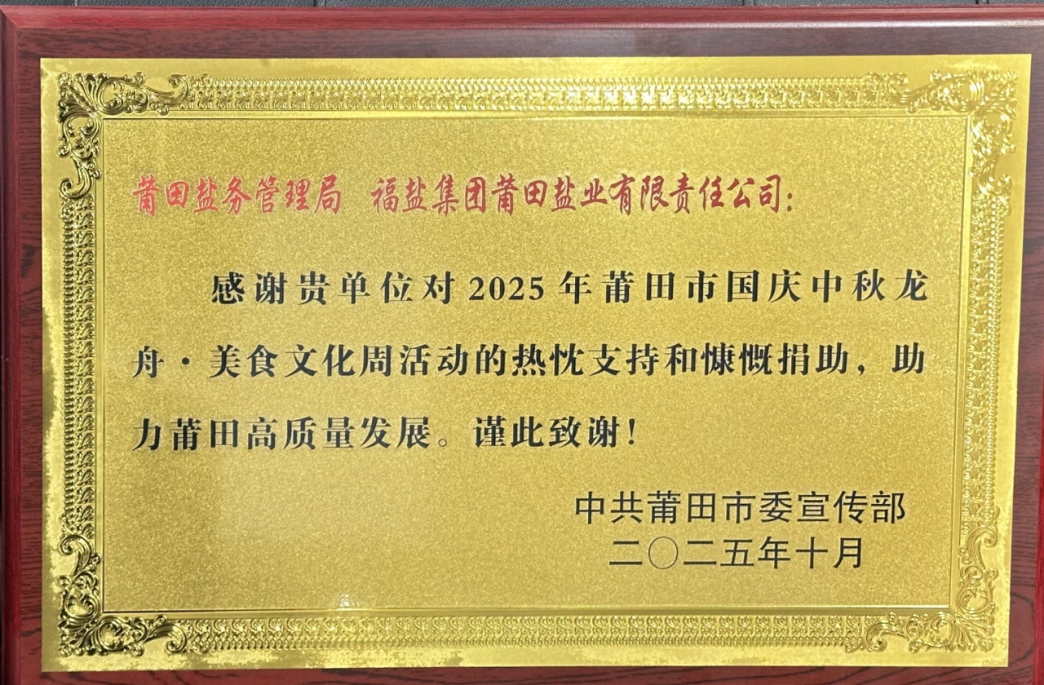 莆田盐务管理局 福盐集团莆田盐业有限责任公司：
感谢贵单位对2025年莆田市国庆中秋龙
舟·美食文化周活动的热忱支持和慷慨捐助，助
力莆田高质量发展。谨此致谢！
中共莆田市委宣传部
二〇二五年十月